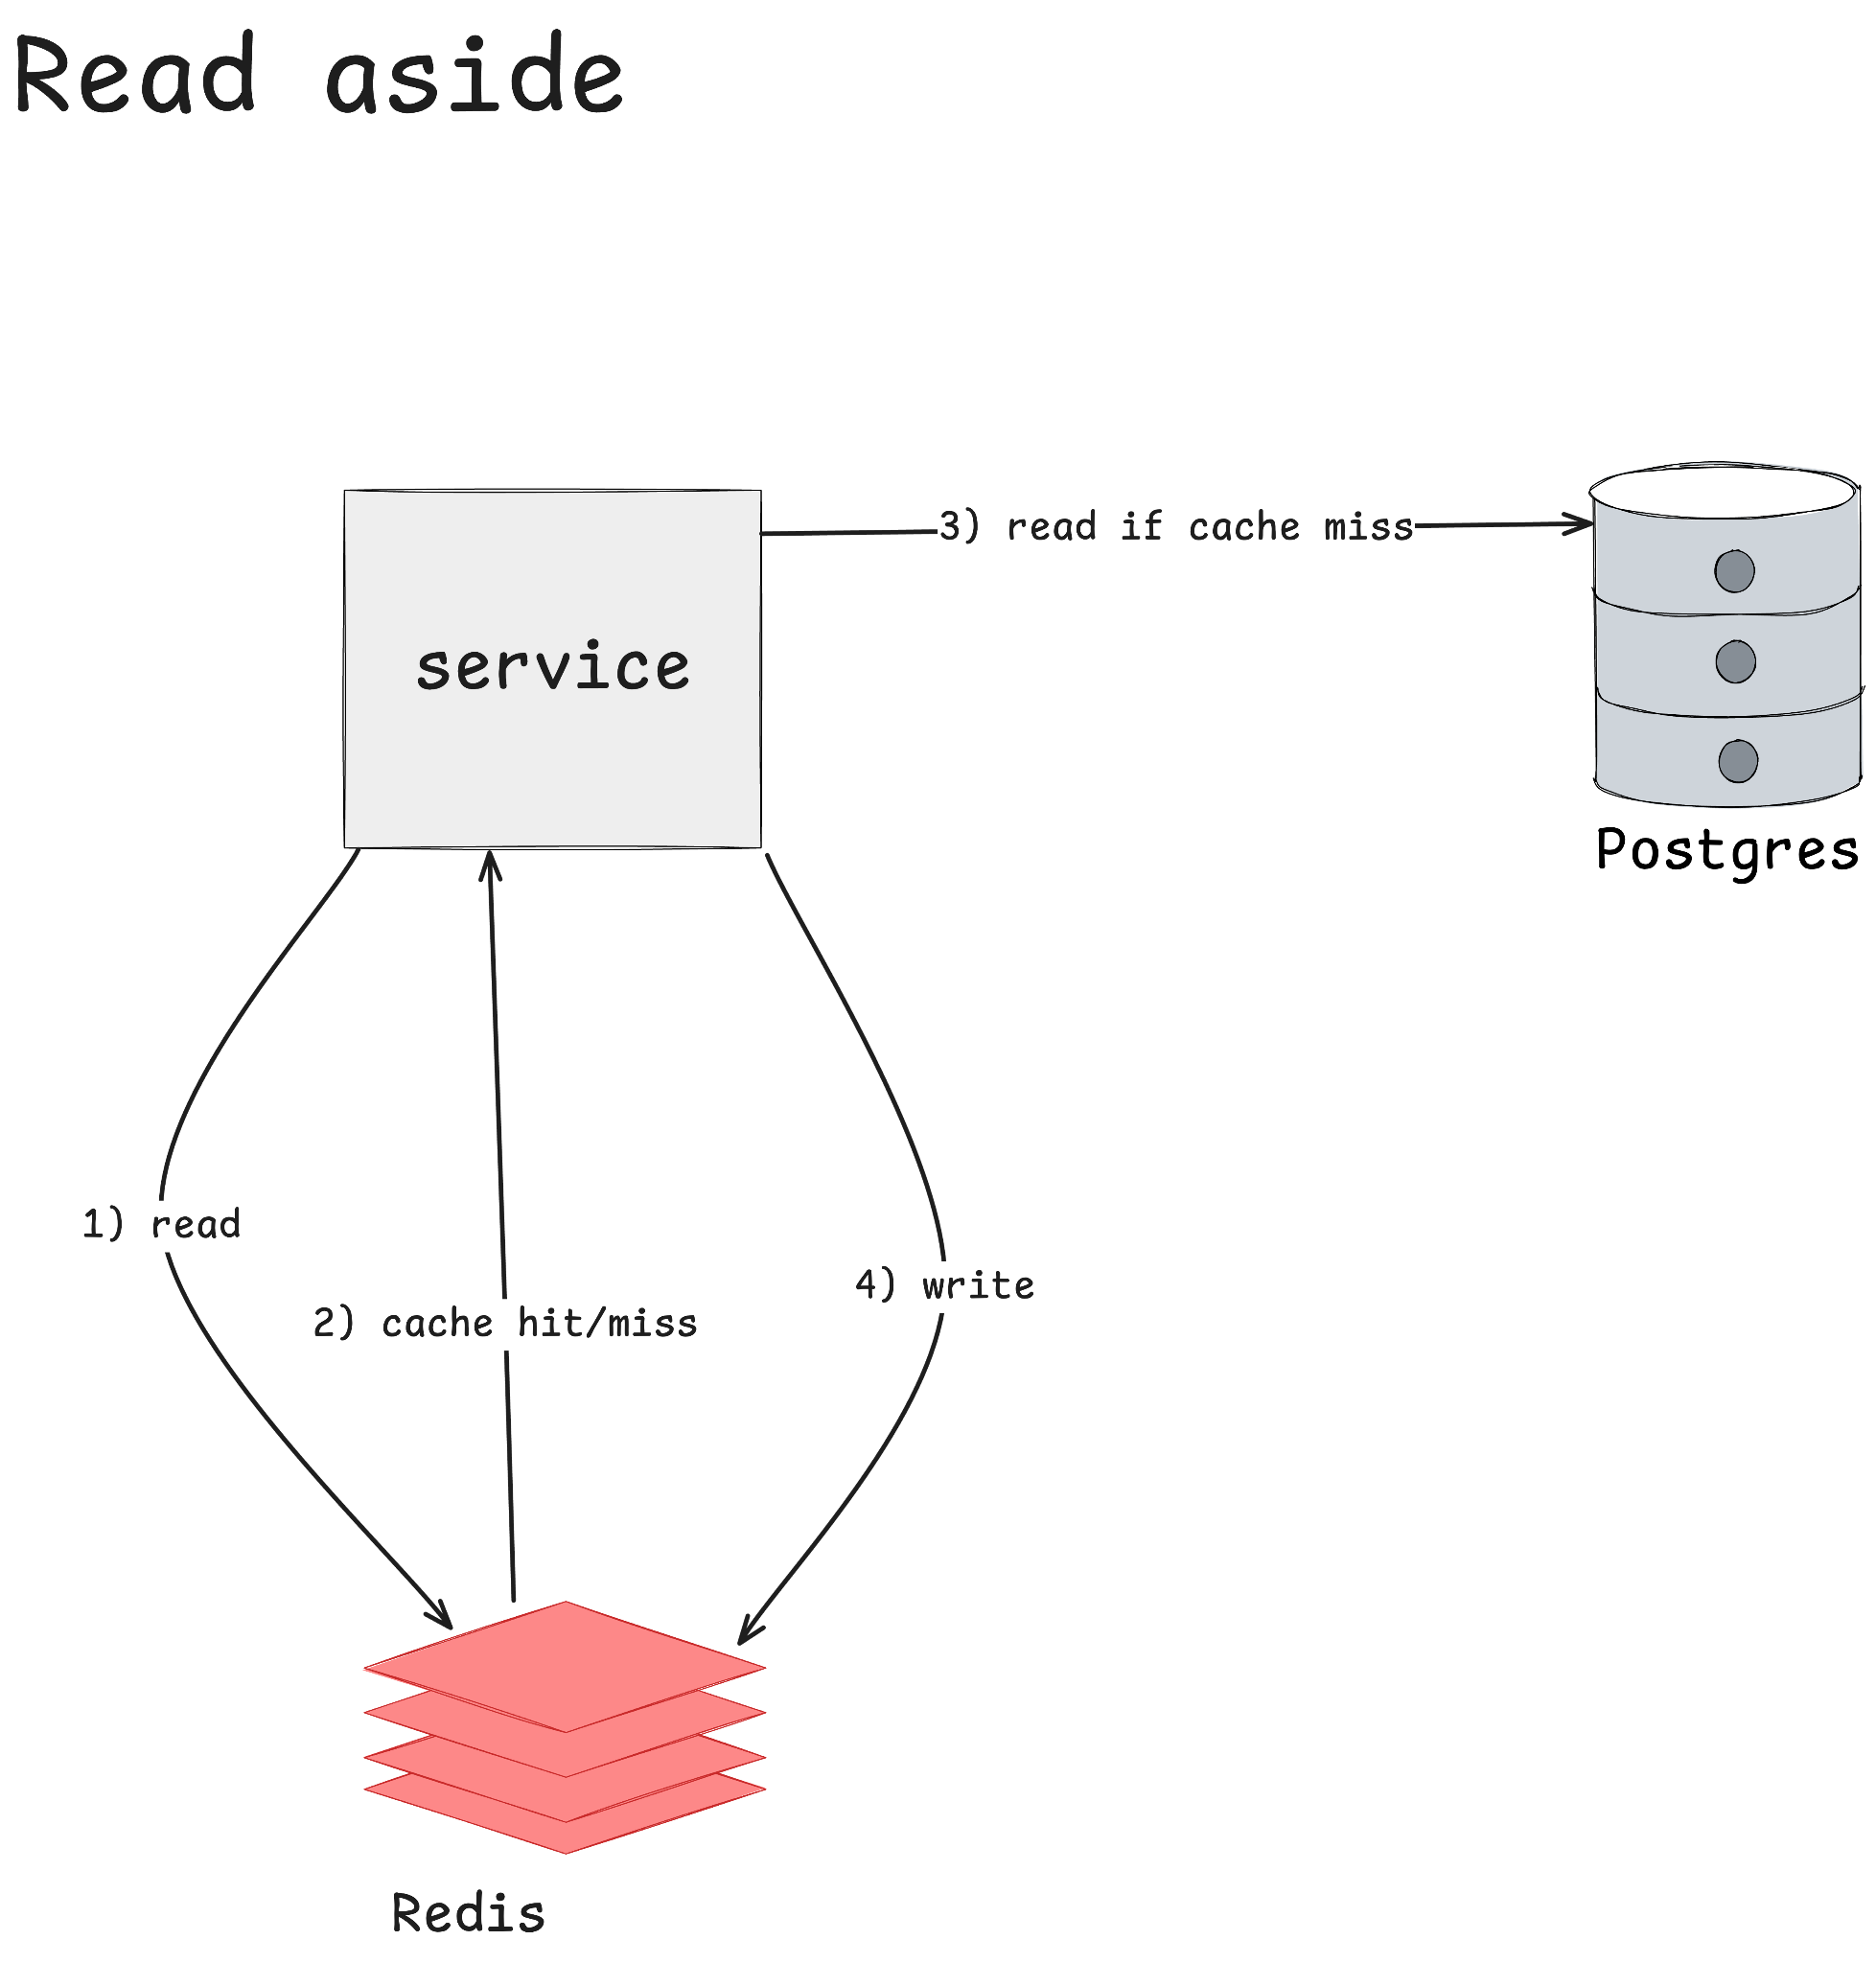 Read aside
3) read if cache miss
service
Postgres
1) read
4) write
2) cache hit/miss
Redis